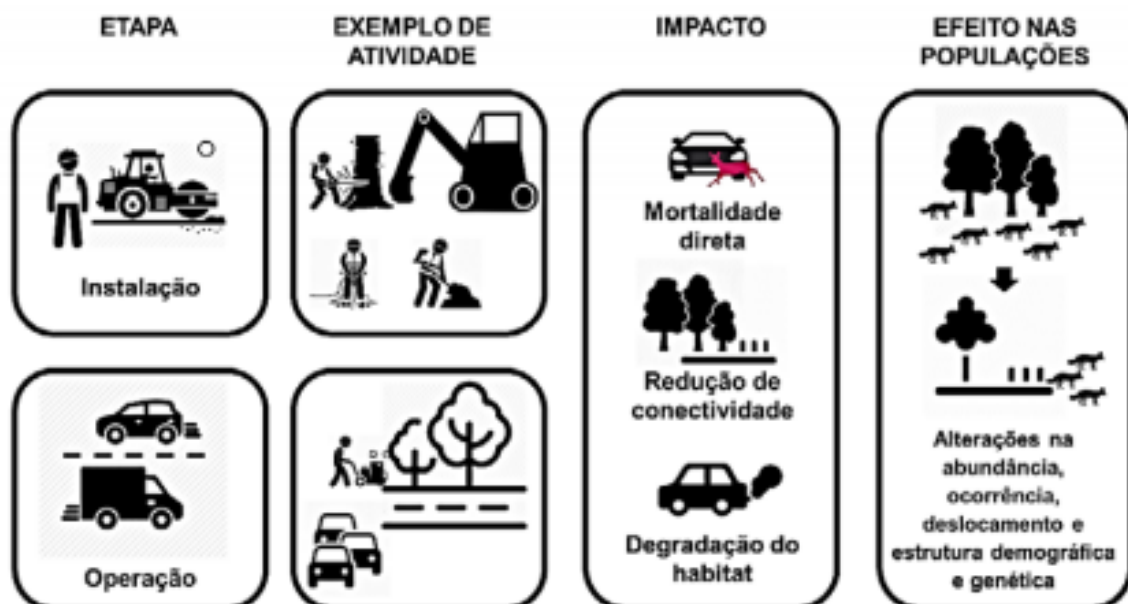 ETAPA
EXEMPLO DE
ATIVIDADE
IMPACTO
EFEITO NAS
POPULAÇÕES
Instalação
Operação
Mortalidade
direta
Redução de
conectividade
Degradação do
habitat
Alterações na
abundância,
ocorrência,
deslocamento e
estrutura demográfica
e genética